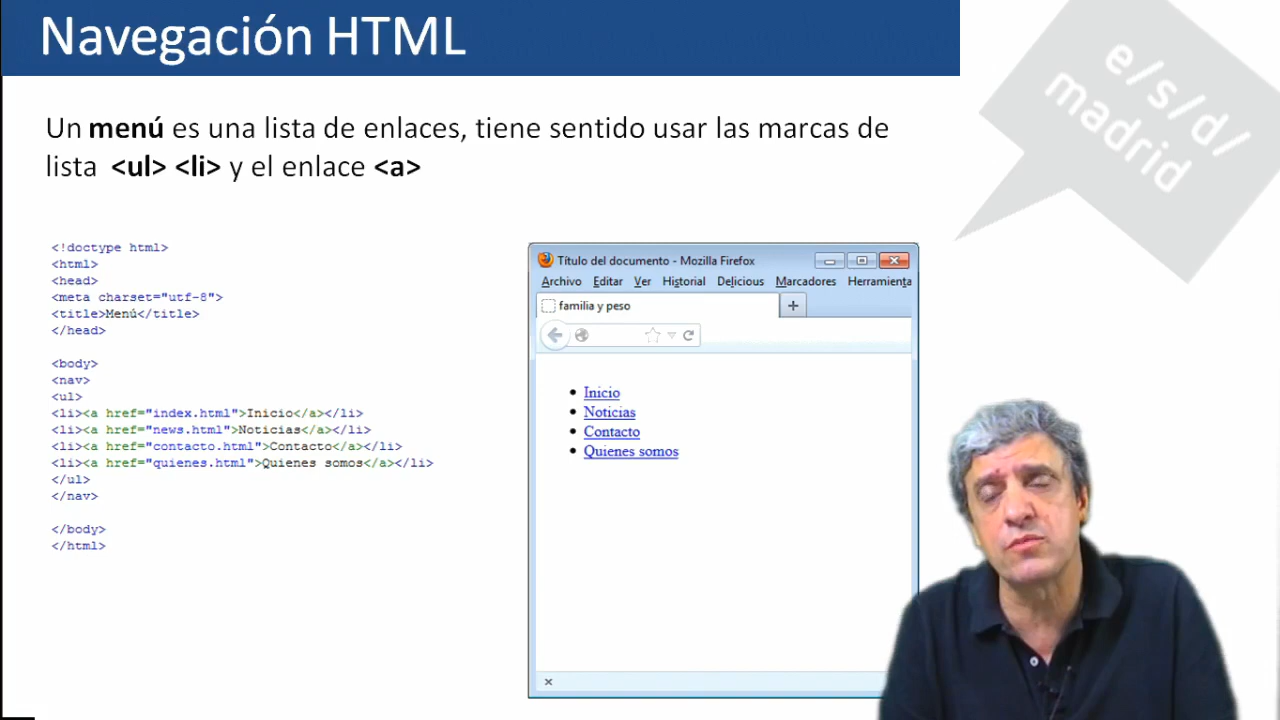 Navegación HTML
e/s/d/
madrid
Un menú es una lista de enlaces, tiene sentido usar las marcas de
lista <ul> <li> y el enlace <a>
<!doctype html>
<html>
<head>
<meta charset="utf-8">
<title>Menú</title>
</head>
<body>
<nav>
<ul>
<li><a href="index.html">Inicio</a></li>
<li><a href="news.html">Noticias</a></li>
<li><a href="contacto.html">Contacto</a></li>
<li><a href="quienes.html">Quienes somos</a></li>
</ul>
</nav>
</body>
</html>
Título del documento - Mozilla Firefox
Archivo Editar Ver Historial Delicious Marcadores Herramienta
familia y peso
Inicio
Noticias
Contacto
Quienes somos